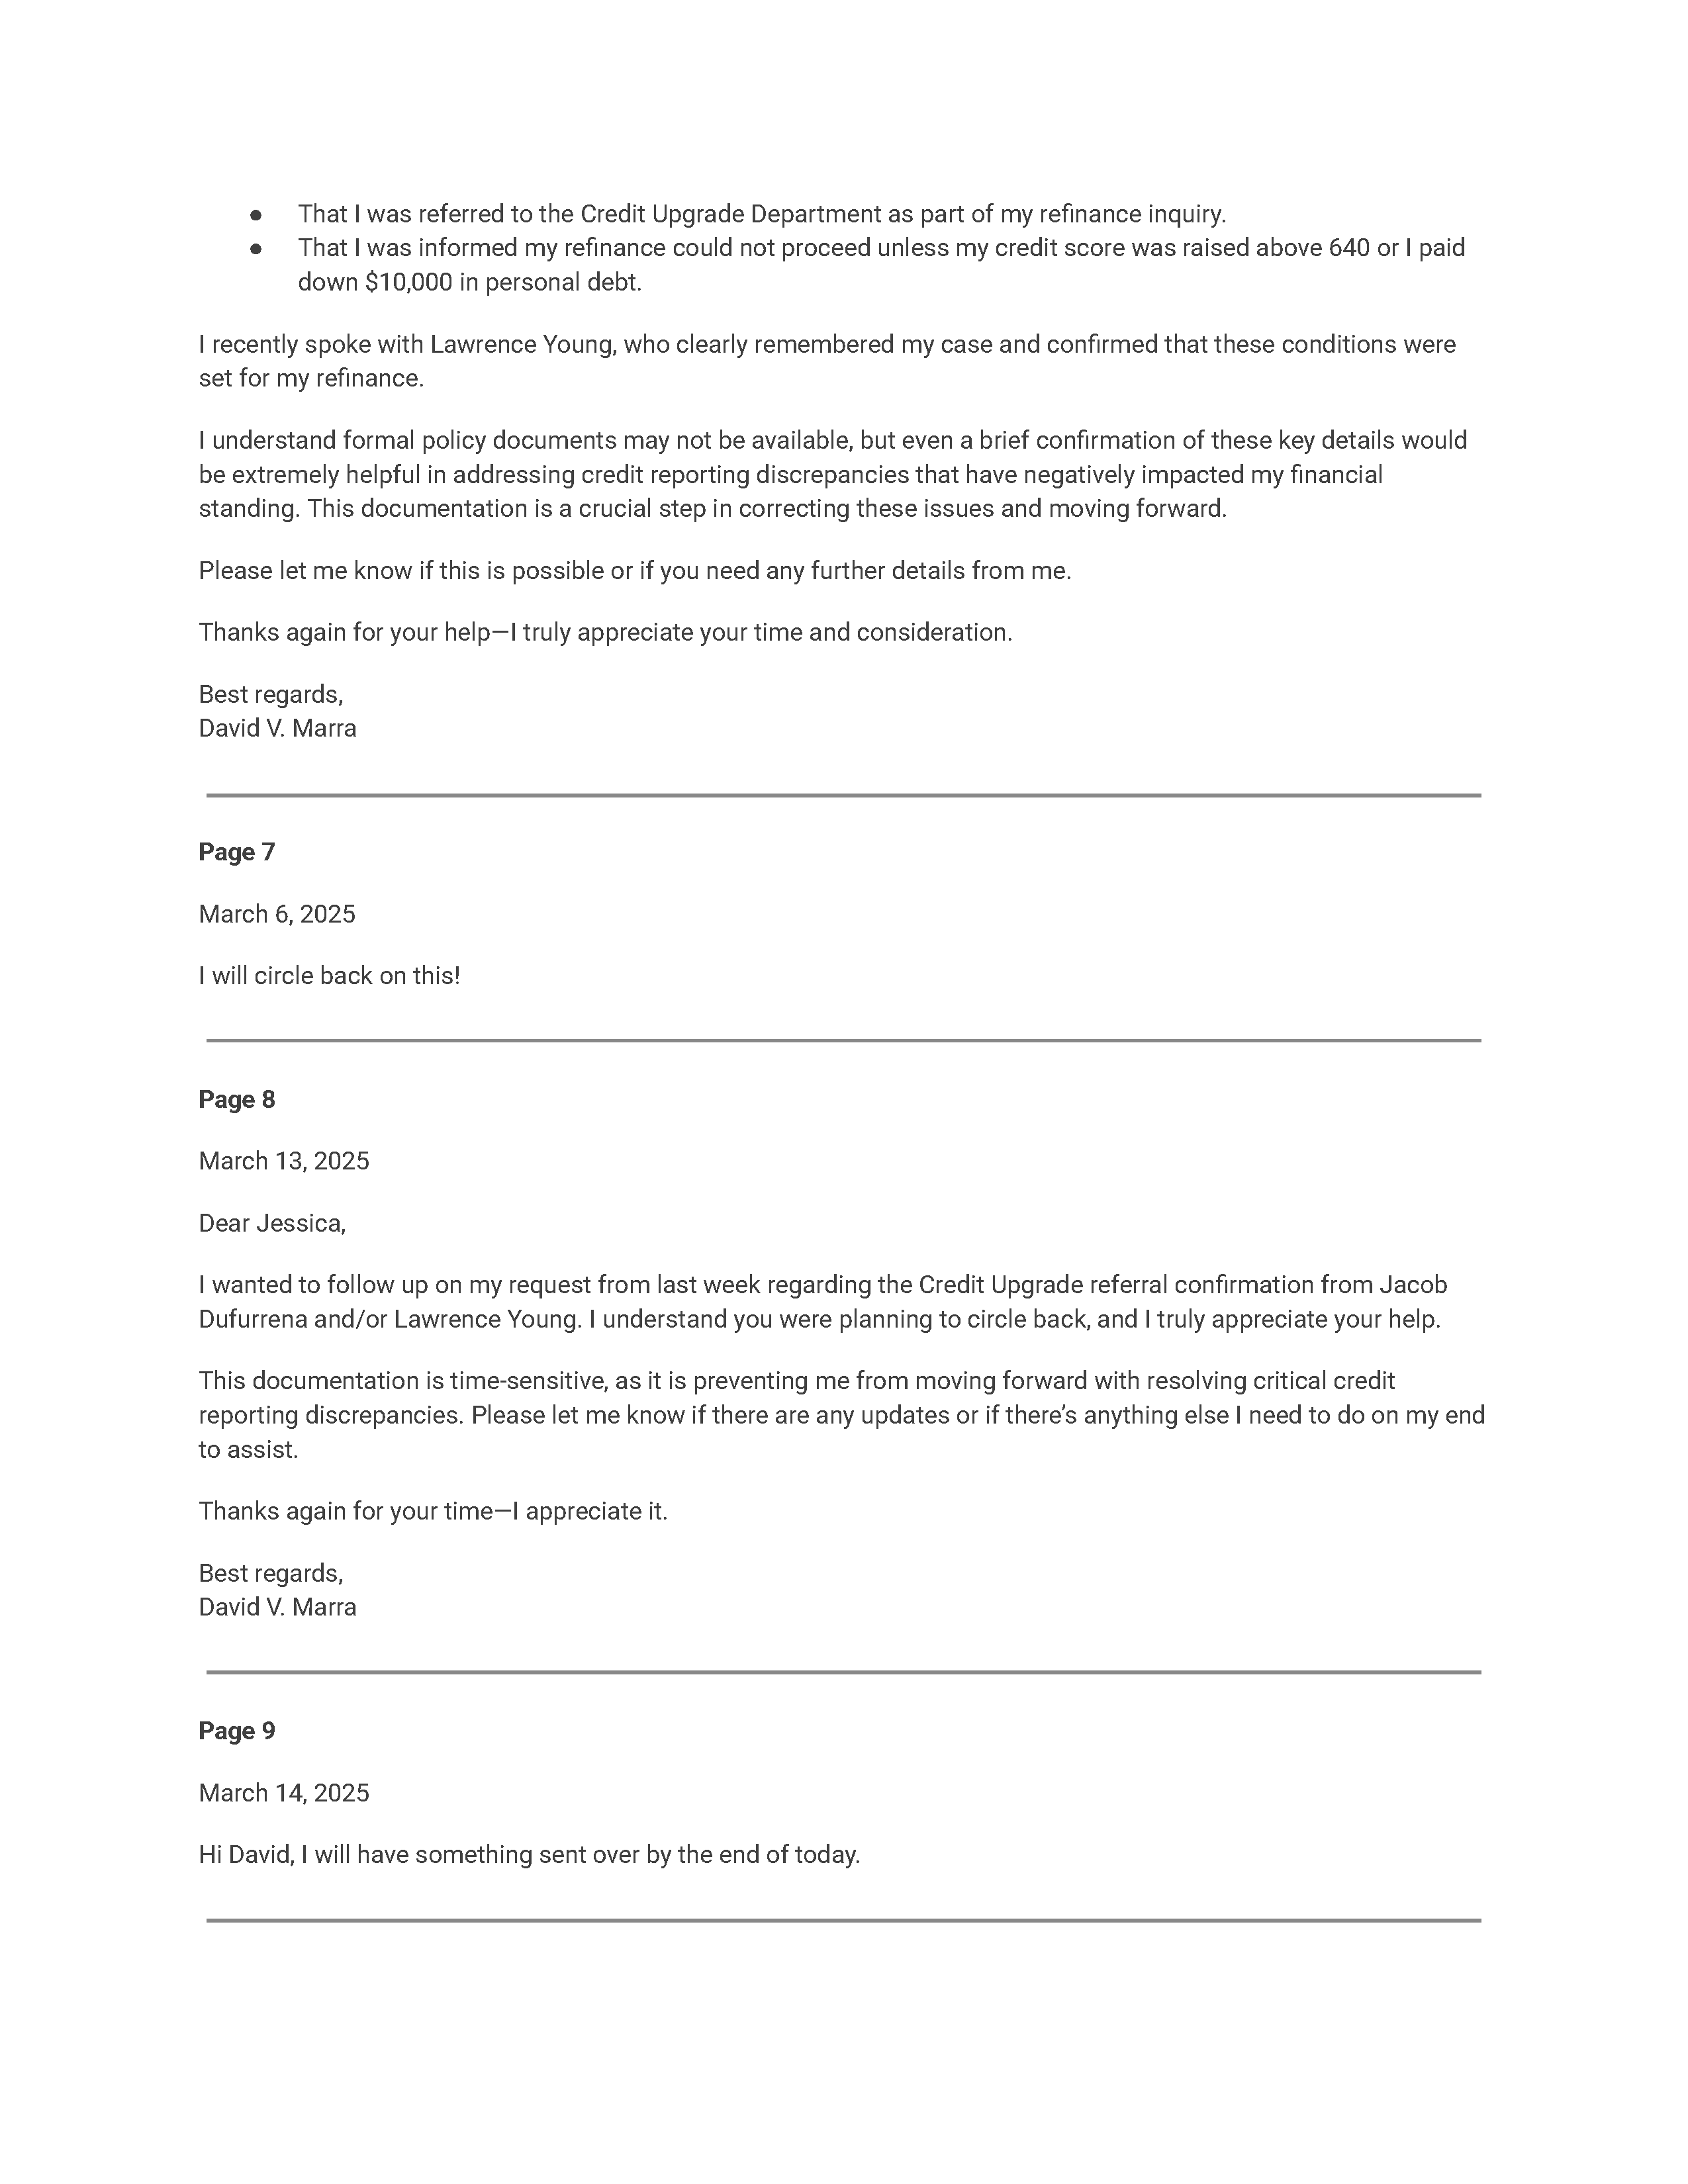 ● That I was referred to the Credit Upgrade Department as part of my refinance inquiry.
● That I was informed my refinance could not proceed unless my credit score was raised above 640 or I paid
down $10,000 in personal debt.
I recently spoke with Lawrence Young, who clearly remembered my case and confirmed that these conditions were
set for my refinance.
I understand formal policy documents may not be available, but even a brief confirmation of these key details would
be extremely helpful in addressing credit reporting discrepancies that have negatively impacted my financial
standing. This documentation is a crucial step in correcting these issues and moving forward.
Please let me know if this is possible or if you need any further details from me.
Thanks again for your help—I truly appreciate your time and consideration.
Best regards,
David V. Marra
Page 7
March 6, 2025
I will circle back on this!
Page 8
March 13, 2025
Dear Jessica,
I wanted to follow up on my request from last week regarding the Credit Upgrade referral confirmation from Jacob
Dufurrena and/or Lawrence Young. I understand you were planning to circle back, and I truly appreciate your help.
This documentation is time-sensitive, as it is preventing me from moving forward with resolving critical credit
reporting discrepancies. Please let me know if there are any updates or if there’s anything else I need to do on my end
to assist.
Thanks again for your time—I appreciate it.
Best regards,
David V. Marra
Page 9
March 14, 2025
Hi David, I will have something sent over by the end of today.